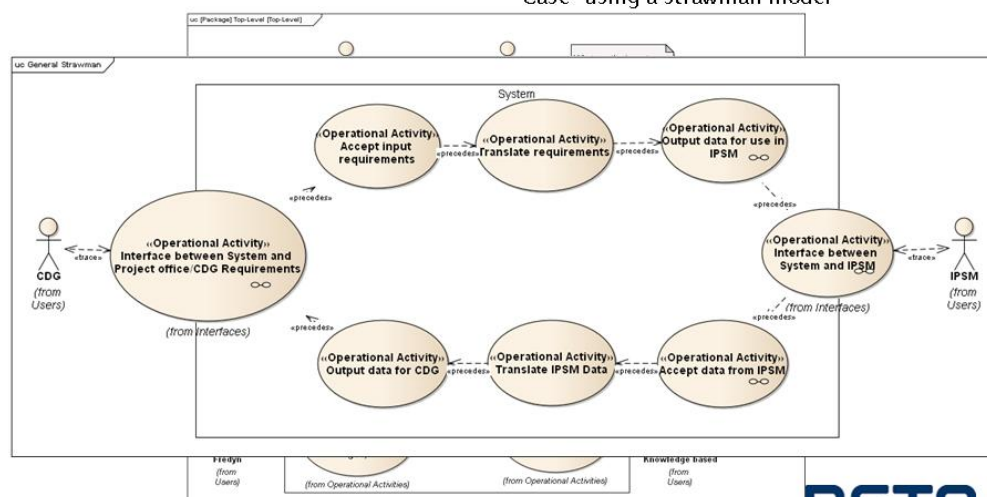 Case" using a strawman model
uc [Package] Top-Level [Top-Level]
uc General Strawman
System
«Operational Activity»
Accept input
requirements
«precedes»
«Operational Activity»
Translate requirements
«precedes»
«Operational Activity»
Output data for use in
IPSM
«precedes»
«precedes»
«Operational Activity»
Interface between System and
Project office/CDG Requirements
(from Interfaces)
«trace»
CDG
(from
Users)
«Operational Activity»
Interface between
System and IPSM
(from Interfaces)
«trace»
IPSM
(from
Users)
«precedes»
«precedes»
«Operational Activity»
Output data for CDG
«precedes»
«Operational Activity»
Translate IPSM Data
«precedes»
«Operational Activity»
Accept data from IPSM
Fredyn
(from
Users)
(from Operational Activities)
(from Operational Activities)
Knowledge based
(from
Users)